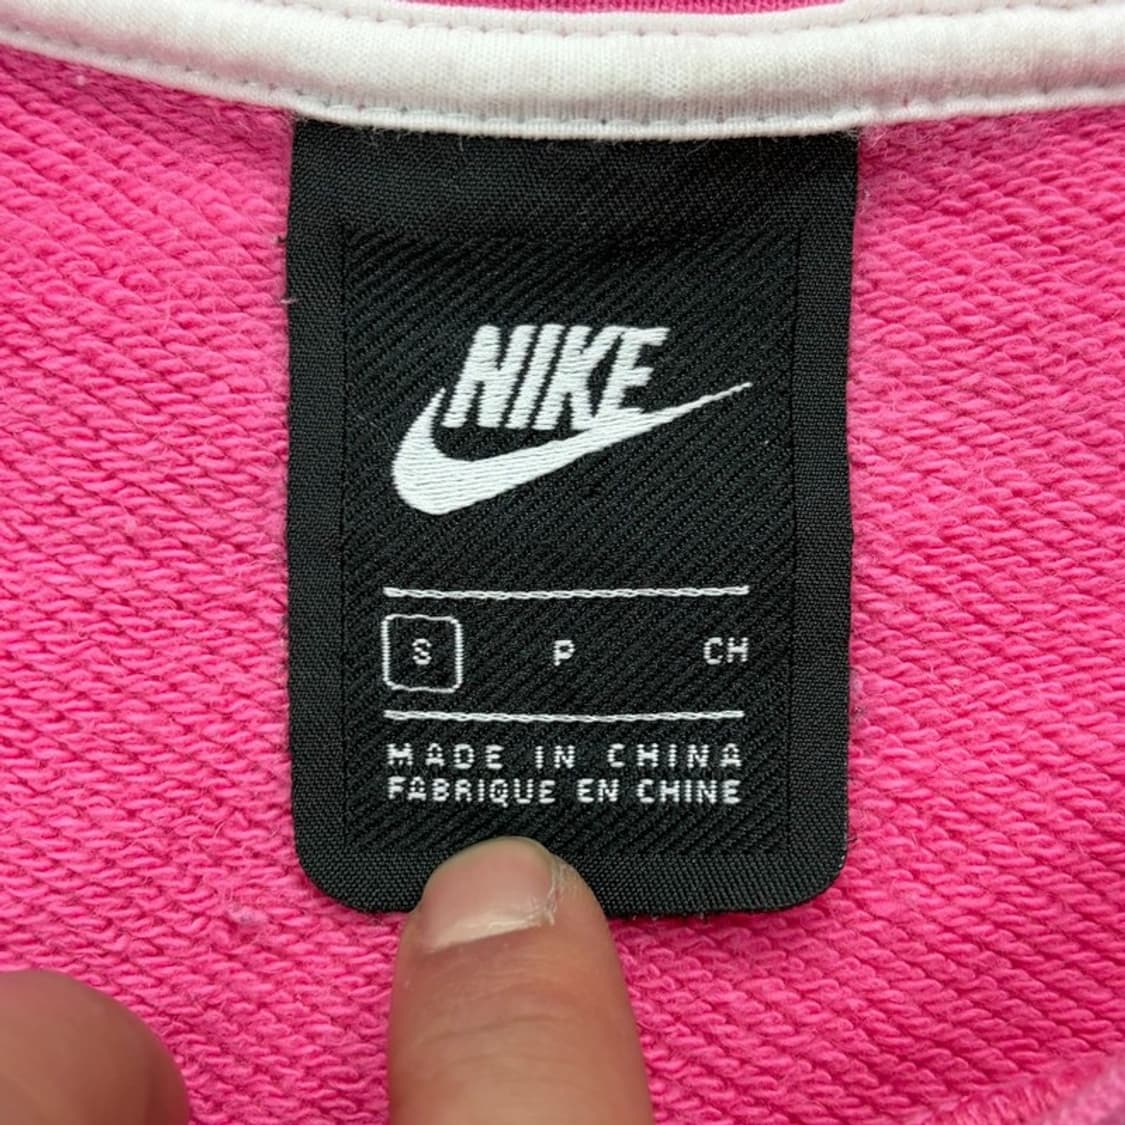 NIKE
S P CH
MADE IN CHINA
FABRIQUE EN CHINE